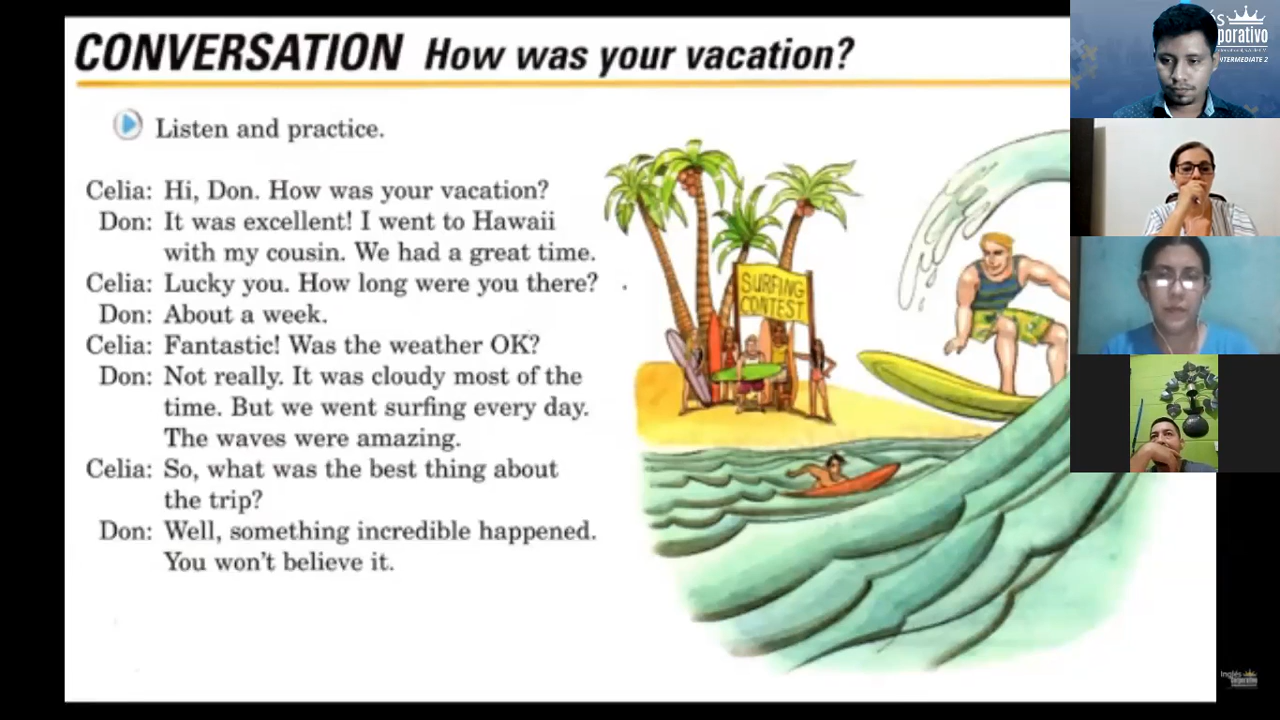 CONVERSATION How was your vacation?
Listen and practice.
Celia: Hi, Don. How was your vacation?
Don: It was excellent! I went to Hawaii
with my cousin. We had a great time.
Celia: Lucky you. How long were you there?
Don: About a week.
Celia: Fantastic! Was the weather OK?
Don: Not really. It was cloudy most of the
time. But we went surfing every day.
The waves were amazing.
Celia: So, what was the best thing about
the trip?
Don: Well, something incredible happened.
You won't believe it.
SURFING
CONTEST
Inglés
Corporativo